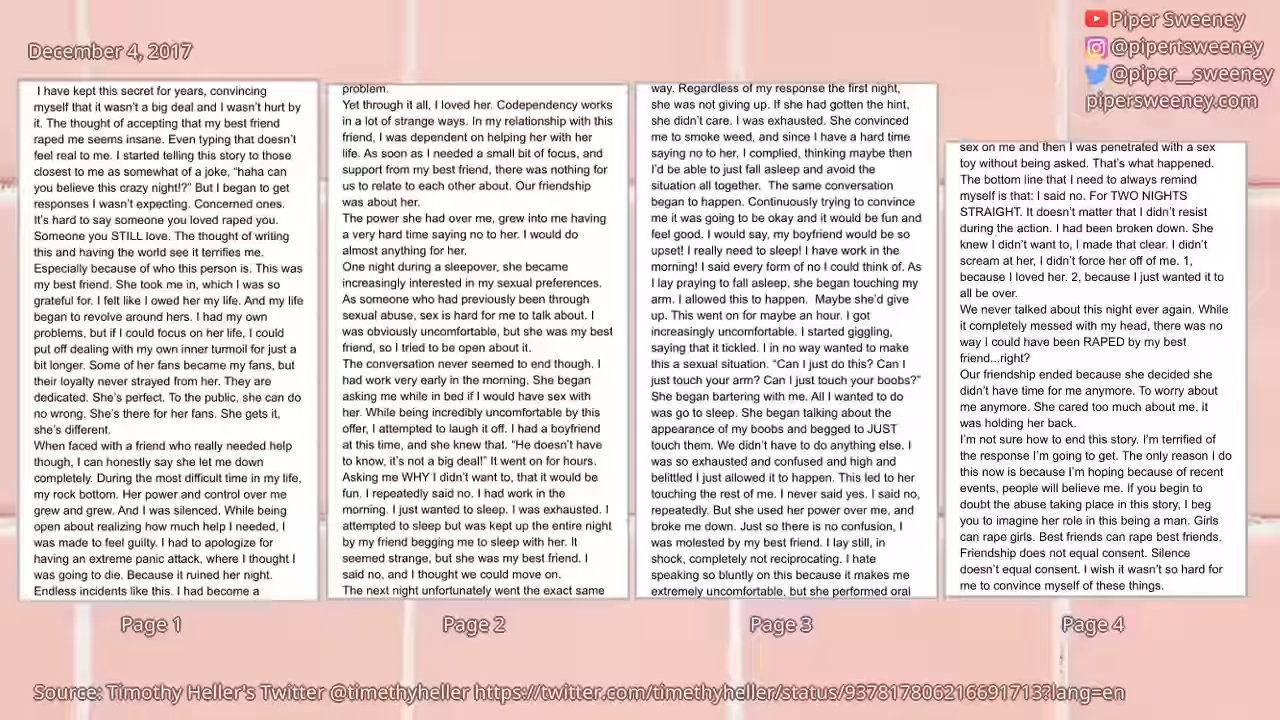 December 4, 2017
Piper Sweeney
@pipertsweeney
@piper__sweeney
pipersweeney.com
I have kept this secret for years, convincing
myself that it wasn't a big deal and I wasn't hurt by
it. The thought of accepting that my best friend
raped me seems insane. Even typing that doesn't
feel real to me. I started telling this story to those
closest to me as somewhat of a joke, "haha can
you believe this crazy night!?" But I began to get
responses I wasn't expecting. Concerned ones.
It's hard to say someone you loved raped you.
Someone you STILL love. The thought of writing
this and having the world see it terrifies me.
Especially because of who this person is. This was
my best friend. She took me in, which I was so
grateful for. I felt like I owed her my life. And my life
began to revolve around hers. I had my own
problems, but if I could focus on her life, I could
put off dealing with my own inner turmoil for just a
bit longer. Some of her fans became my fans, but
their loyalty never strayed from her. They are
dedicated. She's perfect. To the public, she can do
no wrong. She's there for her fans. She gets it,
she's different.
When faced with a friend who really needed help
though, I can honestly say she let me down
completely. During the most difficult time in my life,
my rock bottom. Her power and control over me
grew and grew. And I was silenced. While being
open about realizing how much help I needed, I
was made to feel guilty. I had to apologize for
having an extreme panic attack, where I thought I
was going to die. Because it ruined her night.
Endless incidents like this. I had become a
problem.
Yet through it all, I loved her. Codependency works
in a lot of strange ways. In my relationship with this
friend, I was dependent on helping her with her
life. As soon as I needed a small bit of focus, and
support from my best friend, there was nothing for
us to relate to each other about. Our friendship
was about her.
The power she had over me, grew into me having
a very hard time saying no to her. I would do
almost anything for her.
One night during a sleepover, she became
increasingly interested in my sexual preferences.
As someone who had previously been through
sexual abuse, sex is hard for me to talk about. I
was obviously uncomfortable, but she was my best
friend, so I tried to be open about it.
The conversation never seemed to end though. I
had work very early in the morning. She began
asking me while in bed if I would have sex with
her. While being incredibly uncomfortable by this
offer, I attempted to laugh it off. I had a boyfriend
at this time, and she knew that. "He doesn't have
to know, it's not a big deal!" It went on for hours.
Asking me WHY I didn't want to, that it would be
fun. I repeatedly said no. I had work in the
morning. I just wanted to sleep. I was exhausted. I
attempted to sleep but was kept up the entire night
by my friend begging me to sleep with her. It
seemed strange, but she was my best friend. I
said no, and I thought we could move on.
The next night unfortunately went the exact same
way. Regardless of my response the first night,
she was not giving up. If she had gotten the hint,
she didn't care. I was exhausted. She convinced
me to smoke weed, and since I have a hard time
saying no to her, I complied, thinking maybe then
I'd be able to just fall asleep and avoid the
situation all together. The same conversation
began to happen. Continuously trying to convince
me it was going to be okay and it would be fun and
feel good. I would say, my boyfriend would be so
upset! I really need to sleep! I have work in the
morning! I said every form of no I could think of. As
I lay praying to fall asleep, she began touching my
arm. I allowed this to happen. Maybe she'd give
up. This went on for maybe an hour. I got
increasingly uncomfortable. I started giggling,
saying that it tickled. I in no way wanted to make
this a sexual situation. "Can I just do this? Can I
just touch your arm? Can I just touch your boobs?"
She began bartering with me. All I wanted to do
was go to sleep. She began talking about the
appearance of my boobs and begged to JUST
touch them. We didn't have to do anything else. I
was so exhausted and confused and high and
belittled I just allowed it to happen. This led to her
touching the rest of me. I never said yes. I said no,
repeatedly. But she used her power over me, and
broke me down. Just so there is no confusion, I
was molested by my best friend. I lay still, in
shock, completely not reciprocating. I hate
speaking so bluntly on this because it makes me
extremely uncomfortable, but she performed oral
sex on me and then I was penetrated with a sex
toy without being asked. That's what happened.
The bottom line that I need to always remind
myself is that: I said no. For TWO NIGHTS
STRAIGHT. It doesn't matter that I didn't resist
during the action. I had been broken down. She
knew I didn't want to, I made that clear. I didn't
scream at her, I didn't force her off of me. 1,
because I loved her. 2, because I just wanted it to
all be over.
We never talked about this night ever again. While
it completely messed with my head, there was no
way I could have been RAPED by my best
friend...right?
Our friendship ended because she decided she
didn't have time for me anymore. To worry about
me anymore. She cared too much about me, it
was holding her back.
I'm not sure how to end this story. I'm terrified of
the response I'm going to get. The only reason I do
this now is because I'm hoping because of recent
events, people will believe me. If you begin to
doubt the abuse taking place in this story, I beg
you to imagine her role in this being a man. Girls
can rape girls. Best friends can rape best friends.
Friendship does not equal consent. Silence
doesn't equal consent. I wish it wasn't so hard for
me to convince myself of these things.
Page 1
Page 2
Page 3
Page 4
Source: Timothy Heller's Twitter @timethyheller https://twitter.com/timethyheller/status/937817806216691713?lang=en